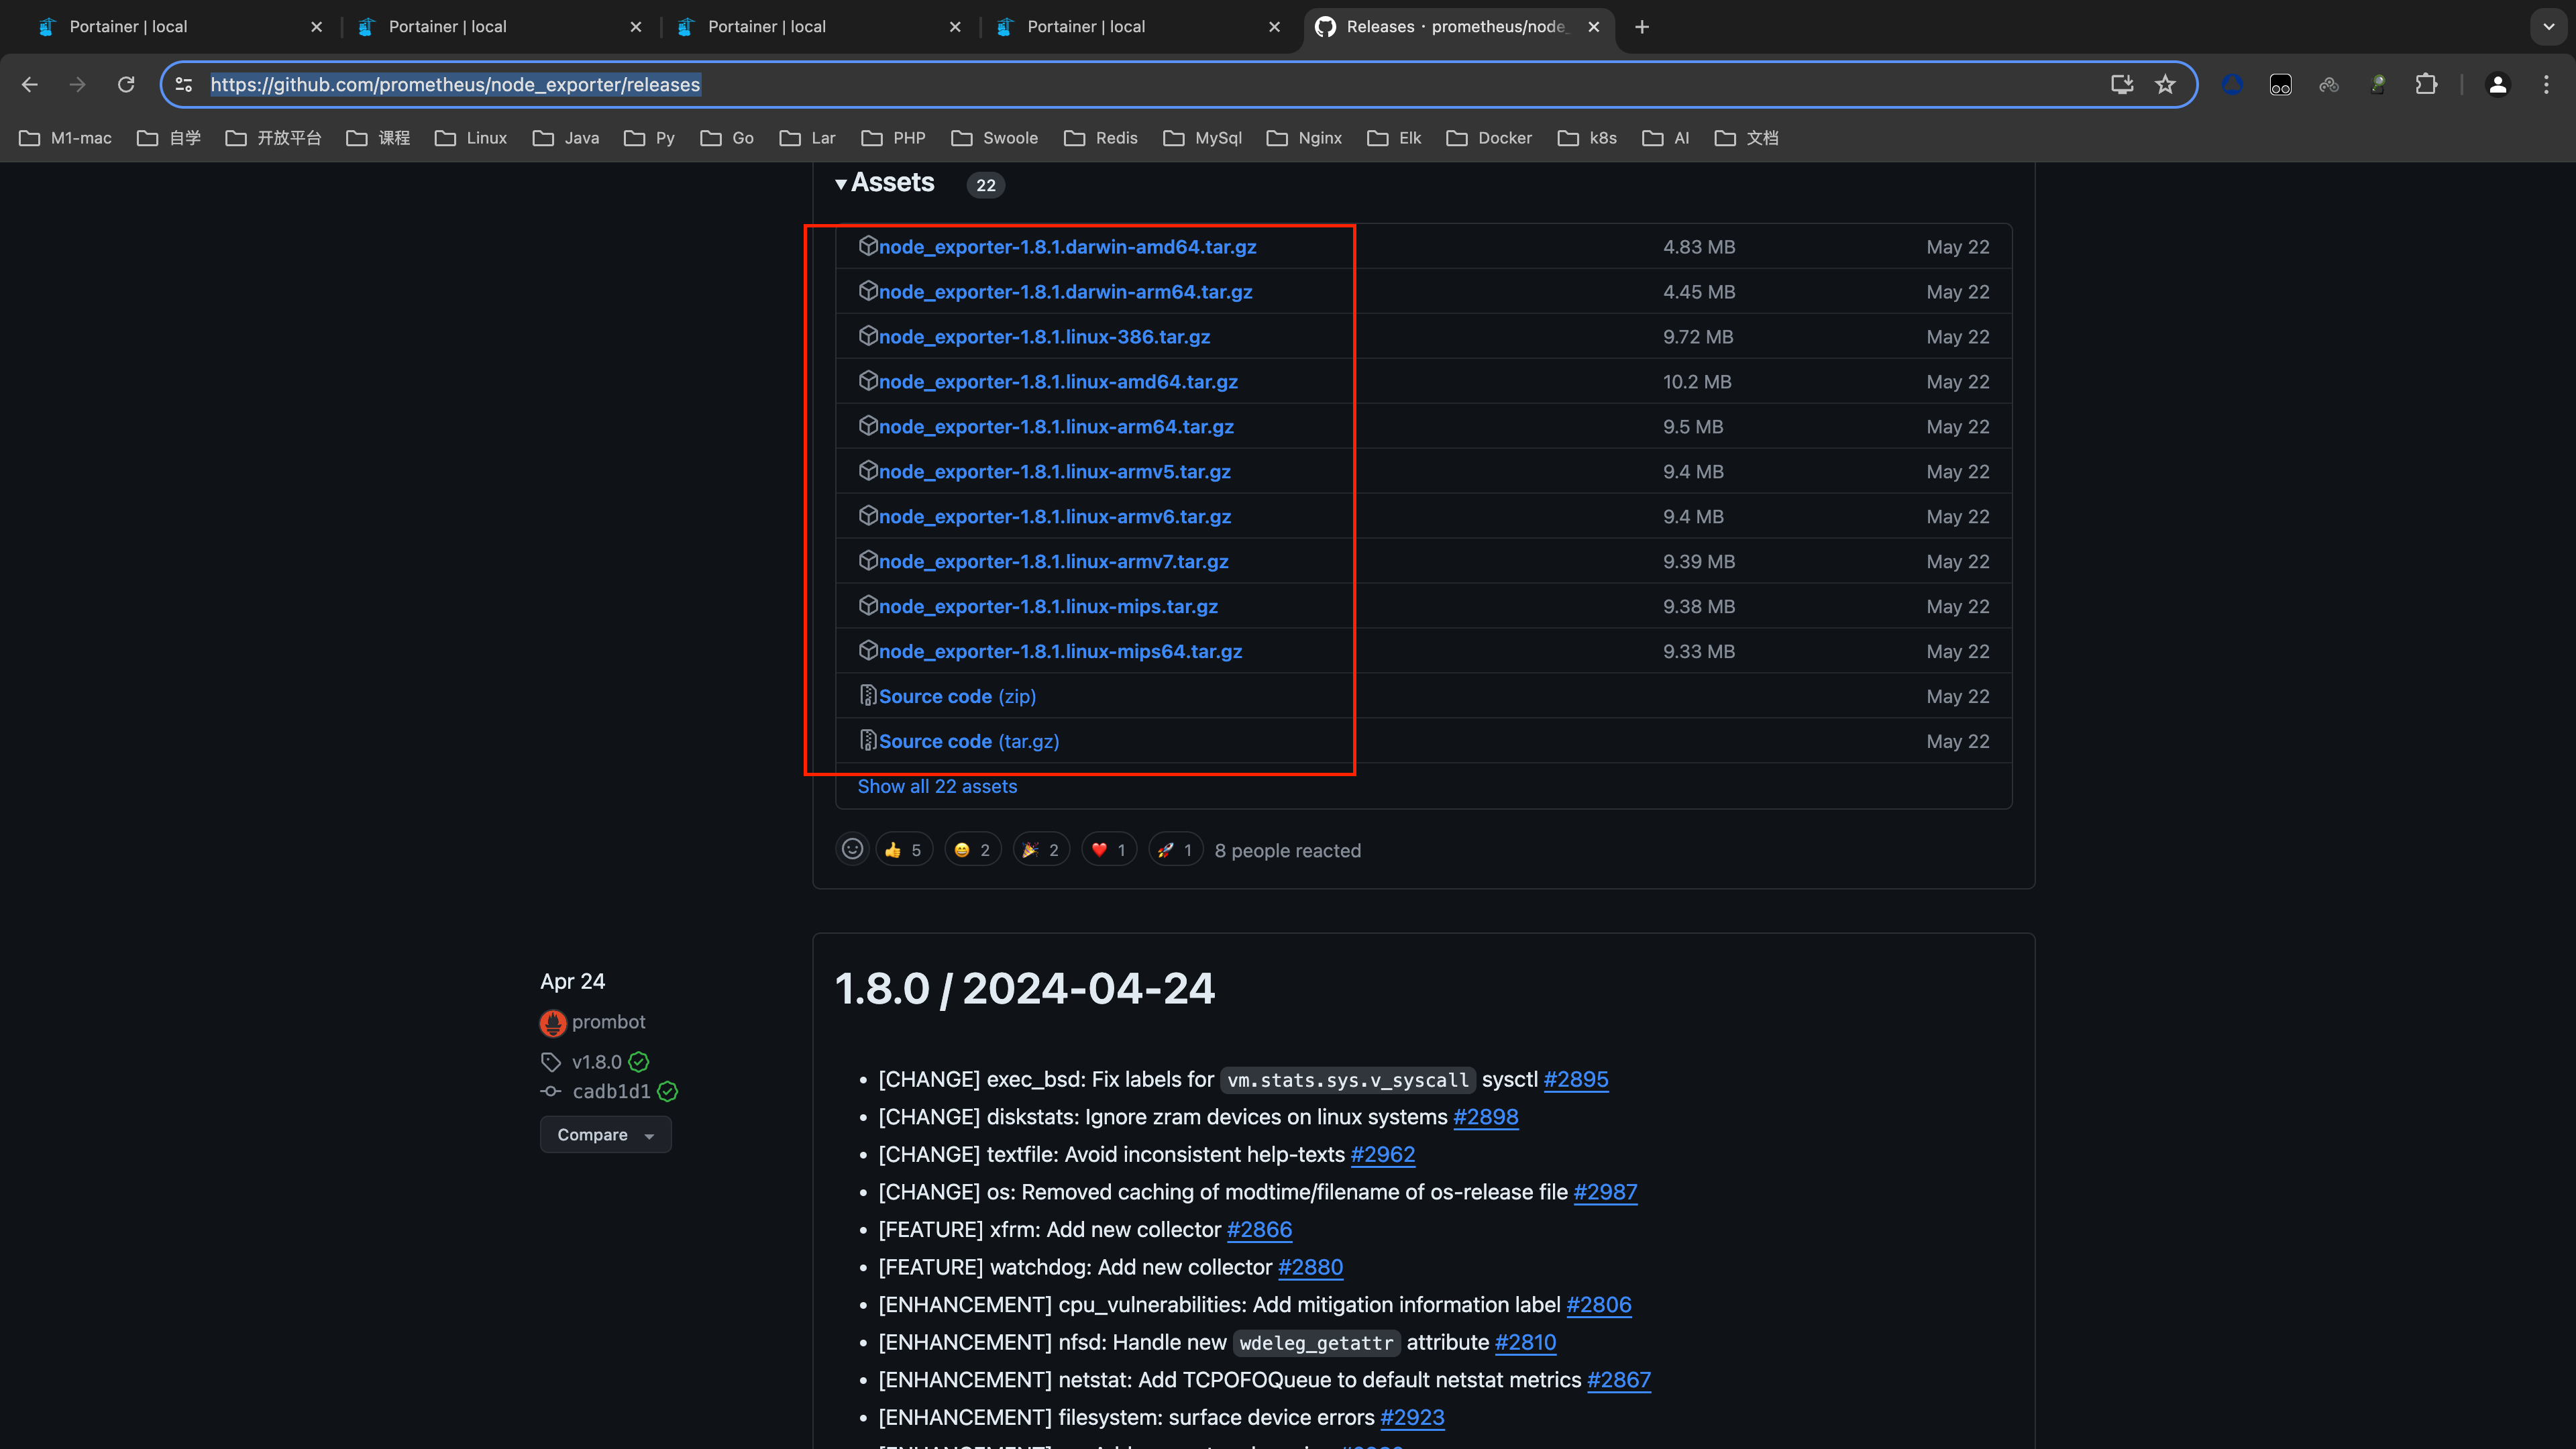 Portainer | local
Portainer | local
Portainer | local
Portainer | local
Releases · prometheus/node_
https://github.com/prometheus/node_exporter/releases
M1-mac 自学 开放平台 课程 Linux Java Py Go Lar PHP Swoole Redis MySql Nginx Elk Docker k8s AI 文档
Assets 22
node_exporter-1.8.1.darwin-amd64.tar.gz 4.83 MB May 22
node_exporter-1.8.1.darwin-arm64.tar.gz 4.45 MB May 22
node_exporter-1.8.1.linux-386.tar.gz 9.72 MB May 22
node_exporter-1.8.1.linux-amd64.tar.gz 10.2 MB May 22
node_exporter-1.8.1.linux-arm64.tar.gz 9.5 MB May 22
node_exporter-1.8.1.linux-armv5.tar.gz 9.4 MB May 22
node_exporter-1.8.1.linux-armv6.tar.gz 9.4 MB May 22
node_exporter-1.8.1.linux-armv7.tar.gz 9.39 MB May 22
node_exporter-1.8.1.linux-mips.tar.gz 9.38 MB May 22
node_exporter-1.8.1.linux-mips64.tar.gz 9.33 MB May 22
Source code (zip) May 22
Source code (tar.gz) May 22
Show all 22 assets
👍 5 😄 2 🎉 2 ❤️ 1 🚀 1 8 people reacted
Apr 24
prombot
v1.8.0
cadb1d1
Compare
1.8.0 / 2024-04-24
• [CHANGE] exec_bsd: Fix labels for vm.stats.sys.v_syscall sysctl #2895
• [CHANGE] diskstats: Ignore zram devices on linux systems #2898
• [CHANGE] textfile: Avoid inconsistent help-texts #2962
• [CHANGE] os: Removed caching of modtime/filename of os-release file #2987
• [FEATURE] xfrm: Add new collector #2866
• [FEATURE] watchdog: Add new collector #2880
• [ENHANCEMENT] cpu_vulnerabilities: Add mitigation information label #2806
• [ENHANCEMENT] nfsd: Handle new wdeleg_getattr attribute #2810
• [ENHANCEMENT] netstat: Add TCPOFOQueue to default netstat metrics #2867
• [ENHANCEMENT] filesystem: surface device errors #2923